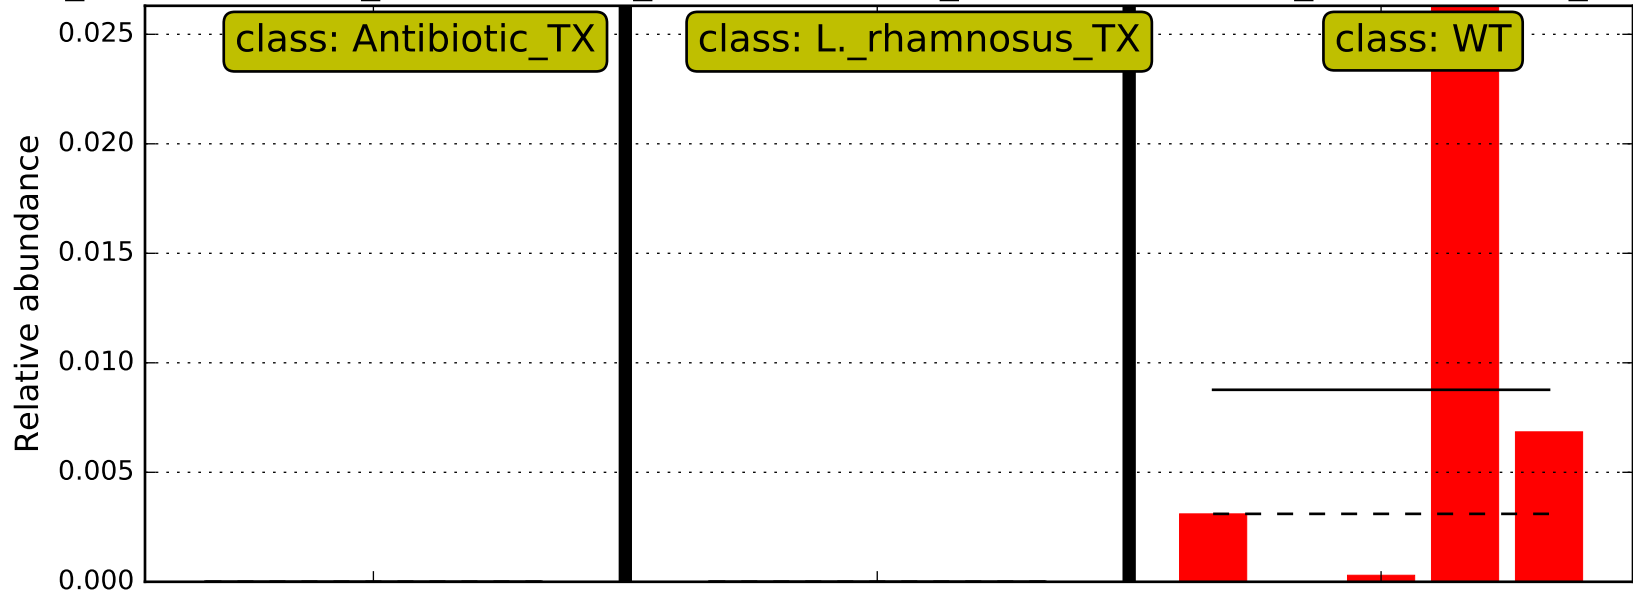 class: Antibiotic_TX
class: L._rhamnosus_TX
class: WT
Relative abundance
0.025
0.020
0.015
0.010
0.005
0.000